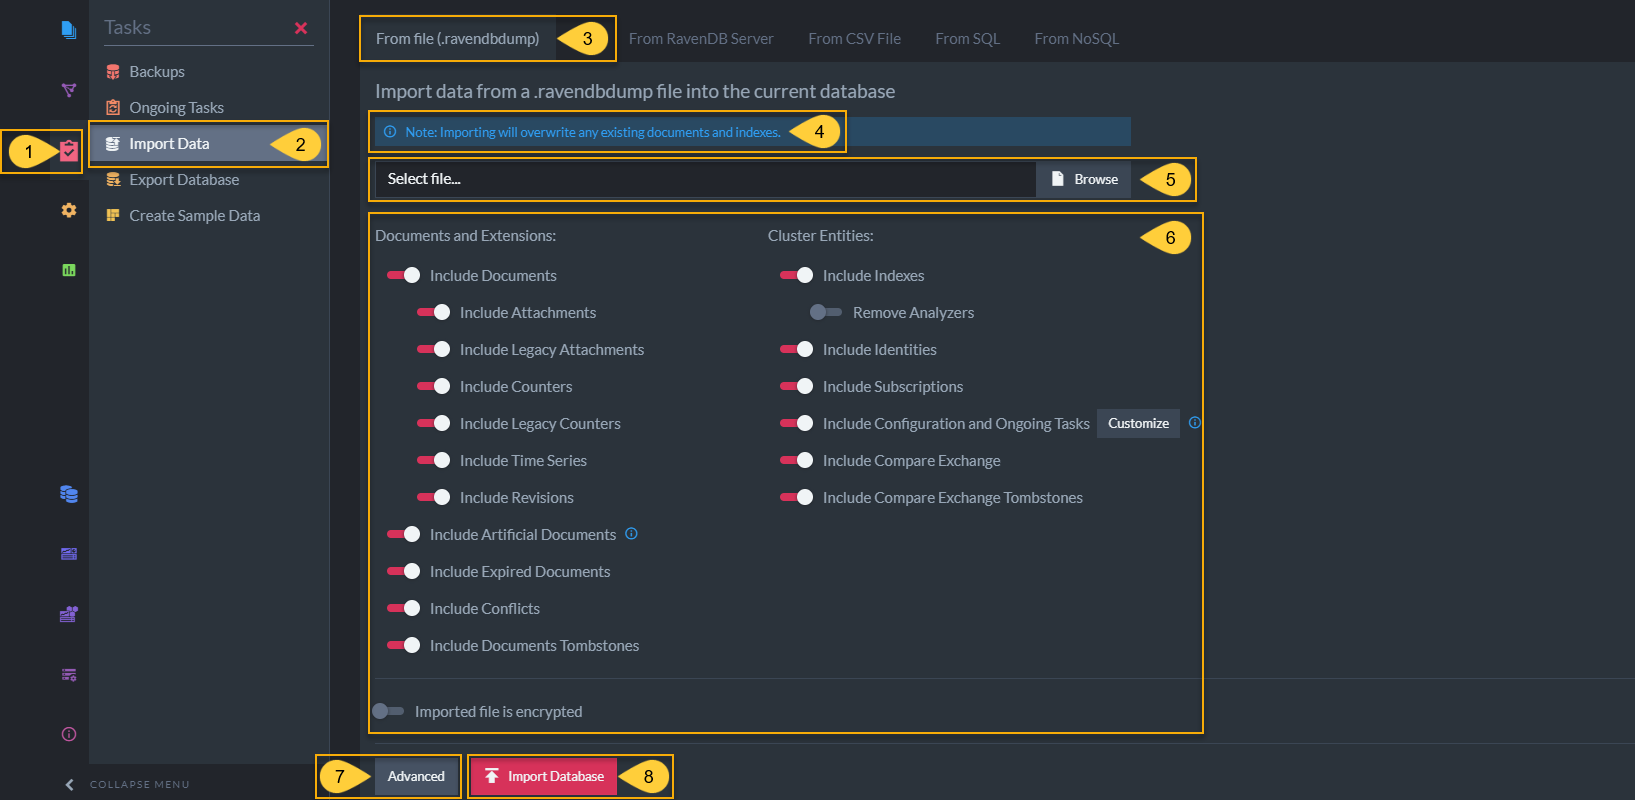 Tasks
Backups
Ongoing Tasks
1
Import Data
2
Export Database
Create Sample Data
COLLAPSE MENU
From file (.ravendbdump)
3
From RavenDB Server
From CSV File
From SQL
From NoSQL
Import data from a .ravendbdump file into the current database
Note: Importing will overwrite any existing documents and indexes.
4
Select file...
Browse
5
6
Documents and Extensions:
Include Documents
Include Attachments
Include Legacy Attachments
Include Counters
Include Legacy Counters
Include Time Series
Include Revisions
Include Artificial Documents
Include Expired Documents
Include Conflicts
Include Documents Tombstones
Cluster Entities:
Include Indexes
Remove Analyzers
Include Identities
Include Subscriptions
Include Configuration and Ongoing Tasks
Customize
Include Compare Exchange
Include Compare Exchange Tombstones
Imported file is encrypted
7
Advanced
Import Database
8